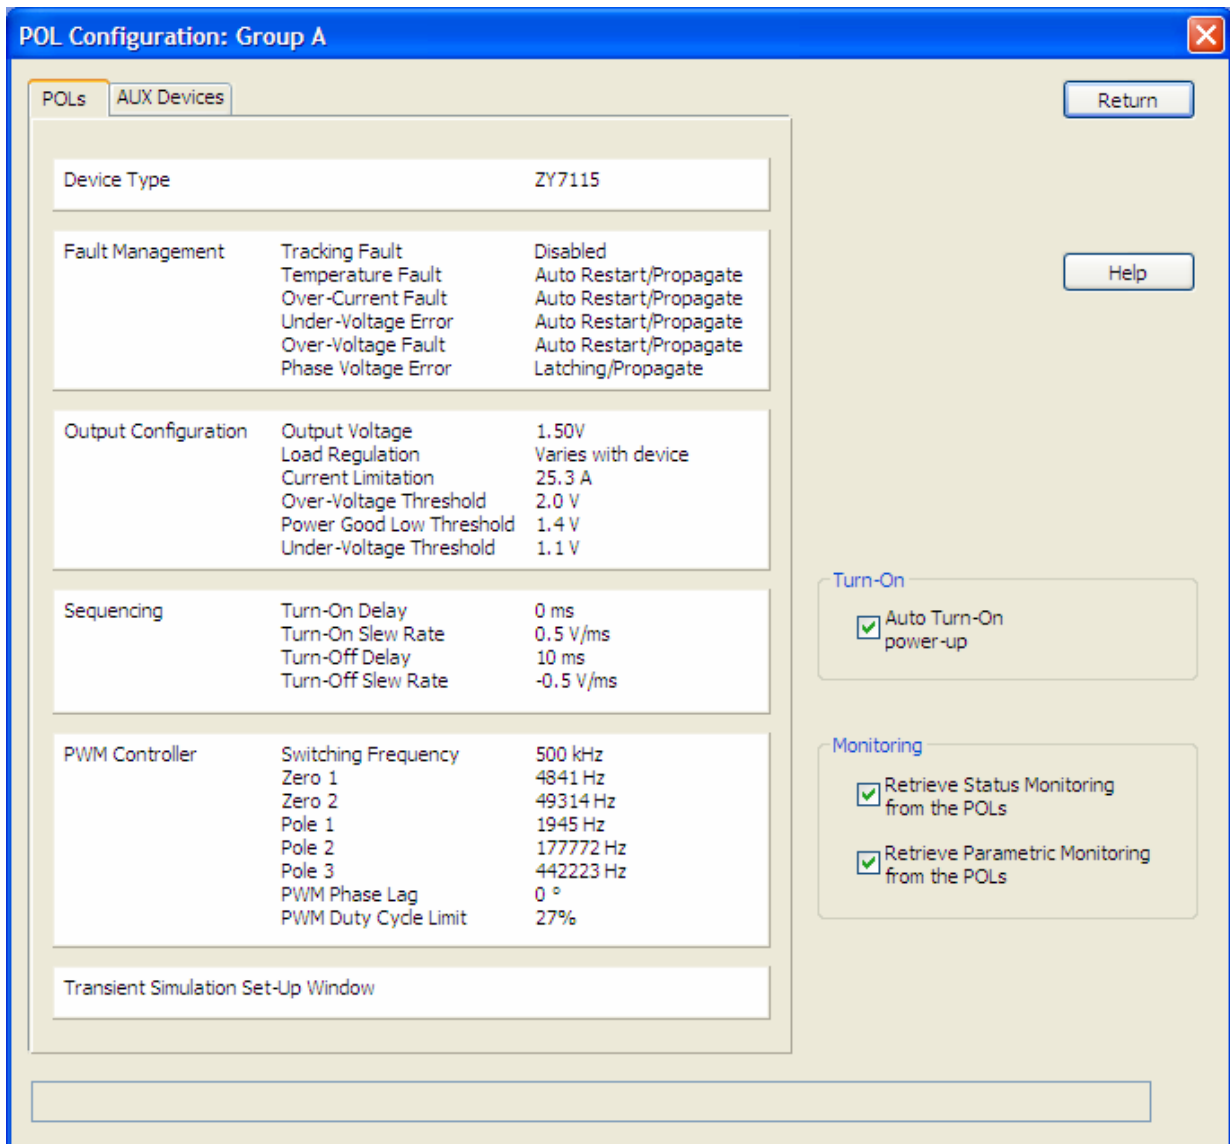 POL Configuration: Group A
POLs
AUX Devices
Return
Device Type ZY7115
Fault Management Tracking Fault Disabled
Temperature Fault Auto Restart/Propagate
Help
Over-Current Fault Auto Restart/Propagate
Under-Voltage Error Auto Restart/Propagate
Over-Voltage Fault Auto Restart/Propagate
Phase Voltage Error Latching/Propagate
Output Configuration Output Voltage 1.50V
Load Regulation Varies with device
Current Limitation 25.3 A
Over-Voltage Threshold 2.0 V
Power Good Low Threshold 1.4 V
Under-Voltage Threshold 1.1 V
Sequencing Turn-On Delay 0 ms
Turn-On Slew Rate 0.5 V/ms
Turn-Off Delay 10 ms
Turn-Off Slew Rate -0.5 V/ms
Turn-On
Auto Turn-On
power-up
PWM Controller Switching Frequency 500 kHz
Zero 1 4841 Hz
Zero 2 49314 Hz
Pole 1 1945 Hz
Pole 2 177772 Hz
Pole 3 442223 Hz
PWM Phase Lag 0 °
PWM Duty Cycle Limit 27%
Monitoring
Retrieve Status Monitoring
from the POLs
Retrieve Parametric Monitoring
from the POLs
Transient Simulation Set-Up Window